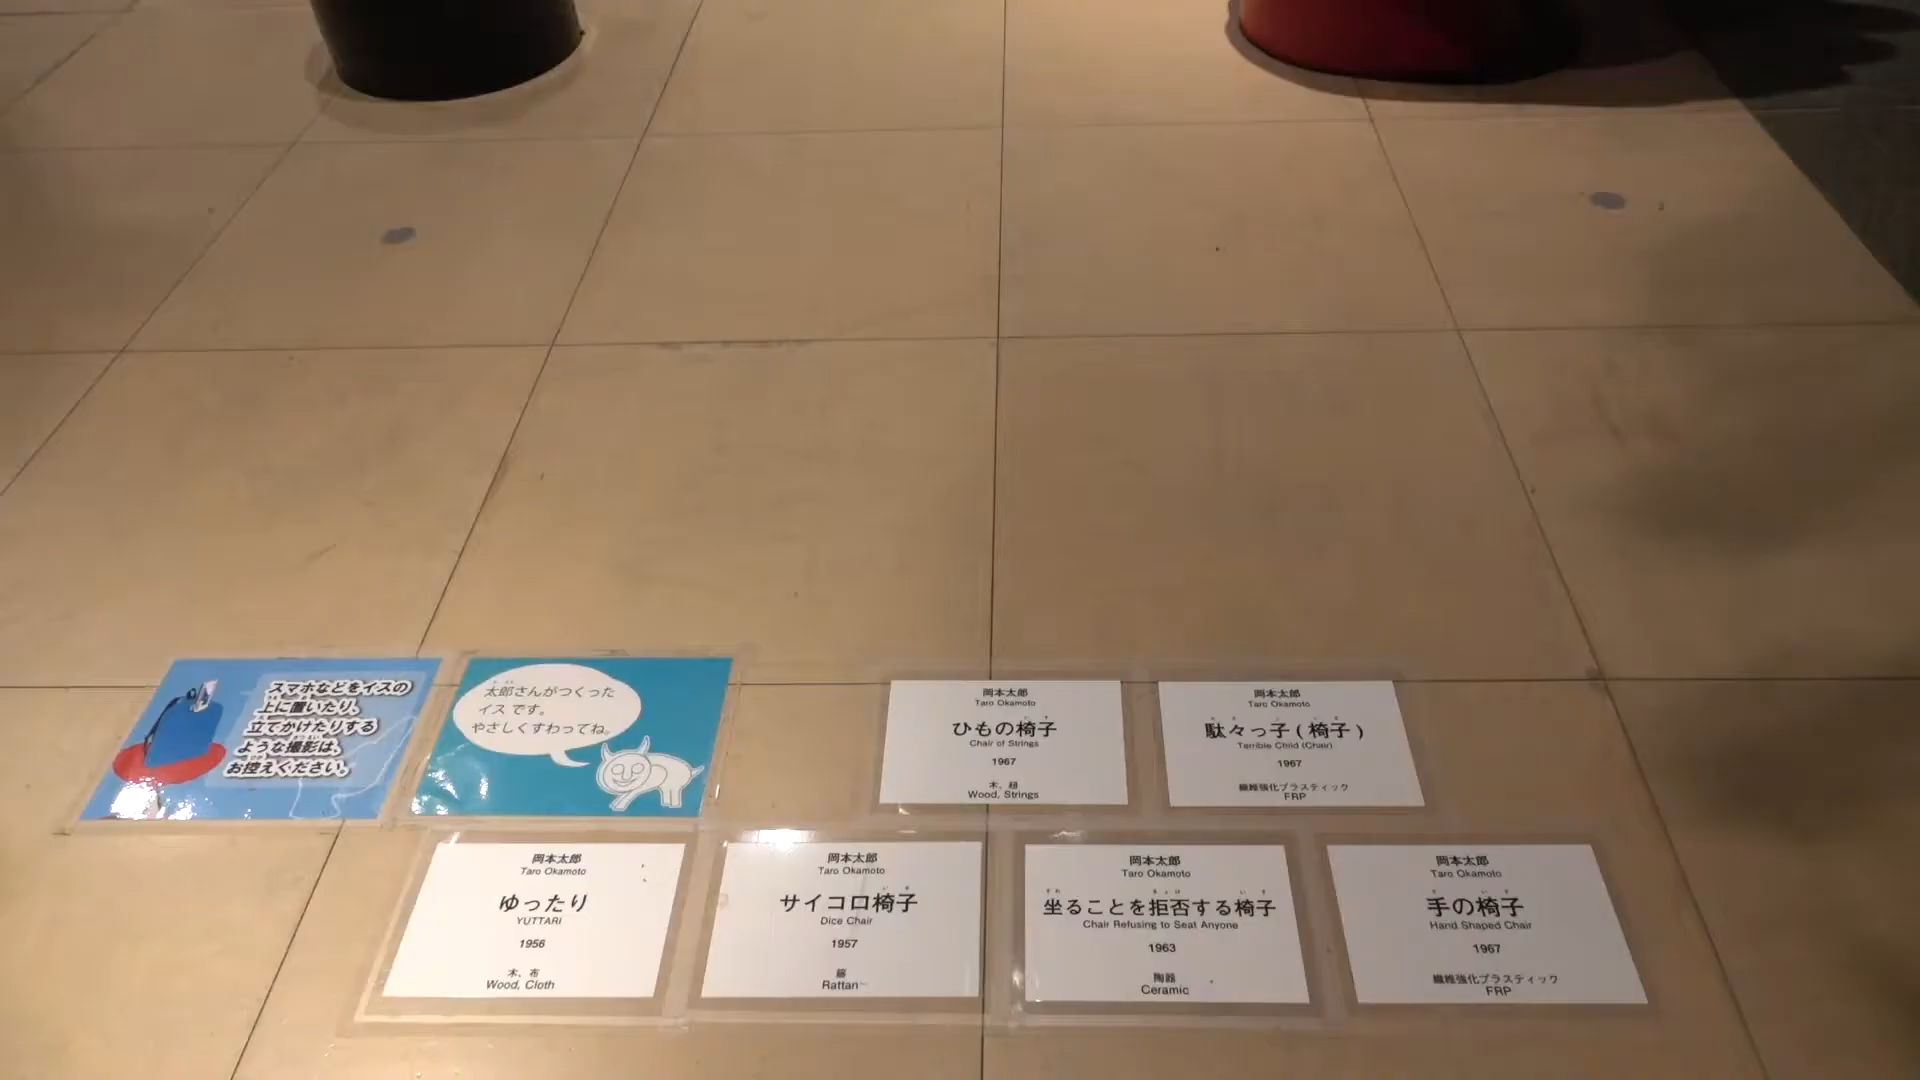 スマホなどをイスの
上に置いたり、
立てかけたりする
ような撮影は、
お控えください。
太郎さんがつくった
イスです。
やさしくすわってね。
岡本太郎
Taro Okamoto
ひもの椅子
Chair of Strings
1967
木、紐
Wood, Strings
岡本太郎
Taro Okamoto
駄々っ子(椅子)
Terrible Child (Chair)
1967
繊維強化プラスティック
FRP
岡本太郎
Taro Okamoto
ゆったり
YUTTARI
1956
木、布
Wood, Cloth
岡本太郎
Taro Okamoto
サイコロ椅子
Dice Chair
1957
籐
Rattan
岡本太郎
Taro Okamoto
坐ることを拒否する椅子
Chair Refusing to Seat Anyone
1963
陶器
Ceramic
岡本太郎
Taro Okamoto
手の椅子
Hand Shaped Chair
1967
繊維強化プラスティック
FRP